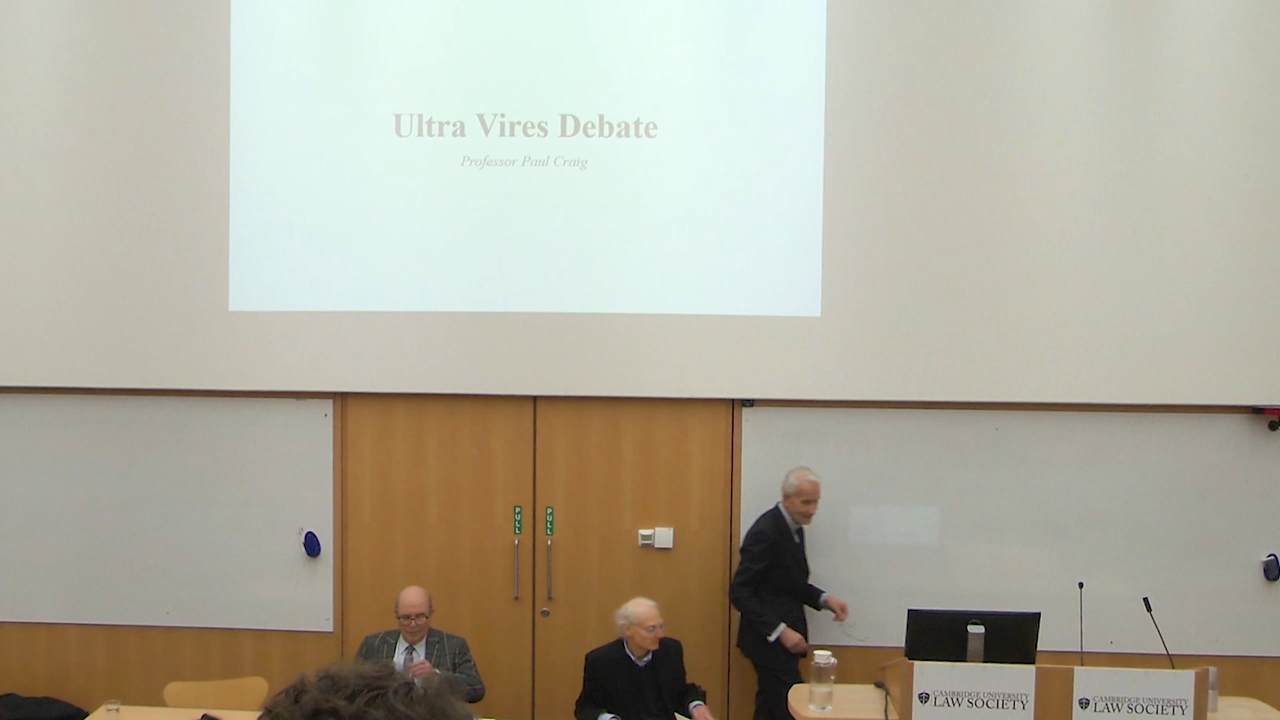 Ultra Vires Debate
Professor Paul Craig
PULL
PULL
CAMBRIDGE UNIVERSITY
LAW SOCIETY
CAMBRIDGE UNIVERSITY
LAW SOCIETY